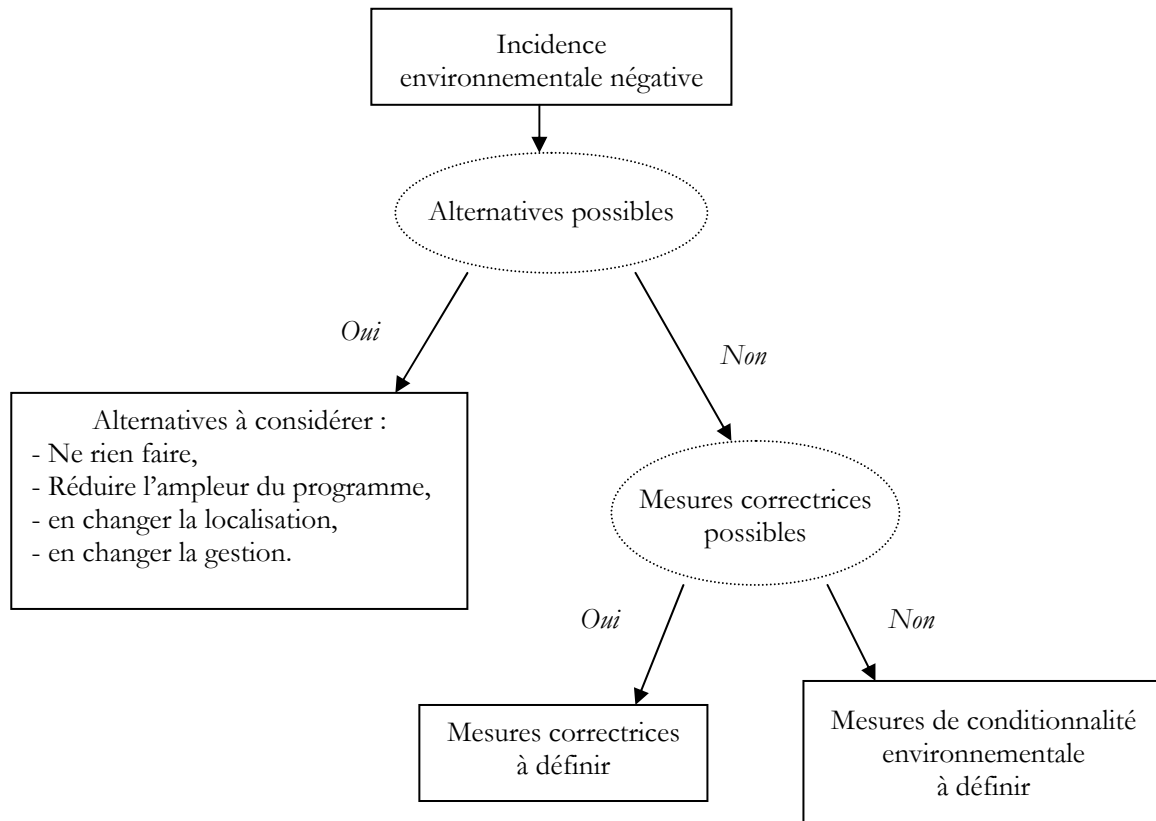 Incidence
environnementale négative
Alternatives possibles
Oui
Non
Alternatives à considérer :
- Ne rien faire,
- Réduire l’ampleur du programme,
- en changer la localisation,
- en changer la gestion.
Mesures correctrices
possibles
Oui
Non
Mesures correctrices
à définir
Mesures de conditionnalité
environnementale
à définir